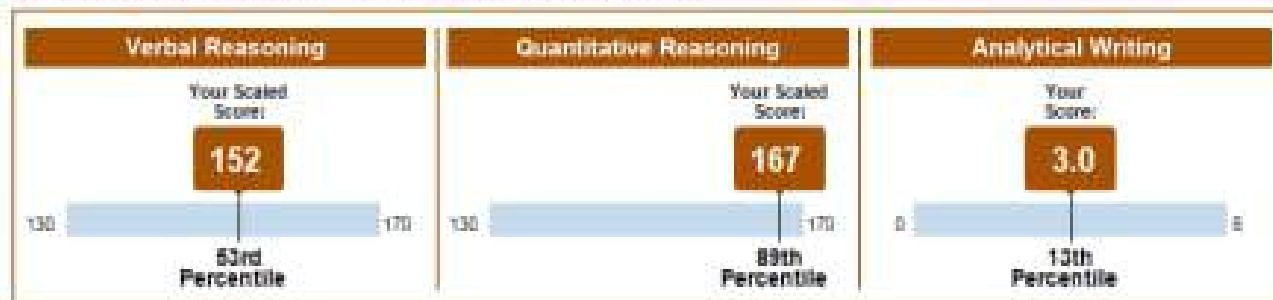 Verbal Reasoning
Your Scaled
Score:
152
130
170
53rd
Percentile
Quantitative Reasoning
Your Scaled
Score:
167
130
170
89th
Percentile
Analytical Writing
Your
Score:
3.0
0
6
13th
Percentile